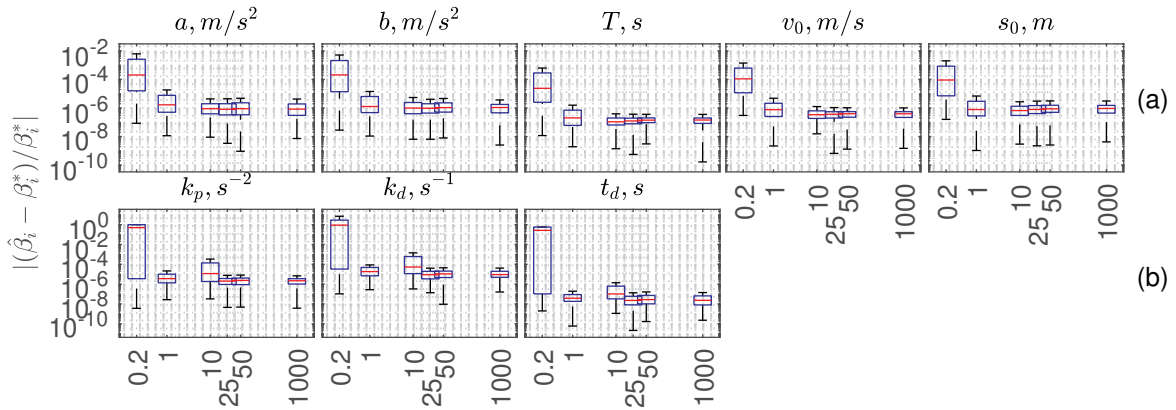 a, m/s² b, m/s² T, s v₀, m/s s₀, m
10⁻² 10⁻⁴ 10⁻⁶ 10⁻⁸ 10⁻¹⁰
(a)
|(β̂ᵢ − βᵢ*)/βᵢ*|
0.2 1 10 25 50 1000 0.2 1 10 25 50 1000
kₚ, s⁻² k_d, s⁻¹ t_d, s
10⁰ 10⁻² 10⁻⁴ 10⁻⁶ 10⁻⁸ 10⁻¹⁰
(b)
0.2 1 10 25 50 1000 0.2 1 10 25 50 1000 0.2 1 10 25 50 1000